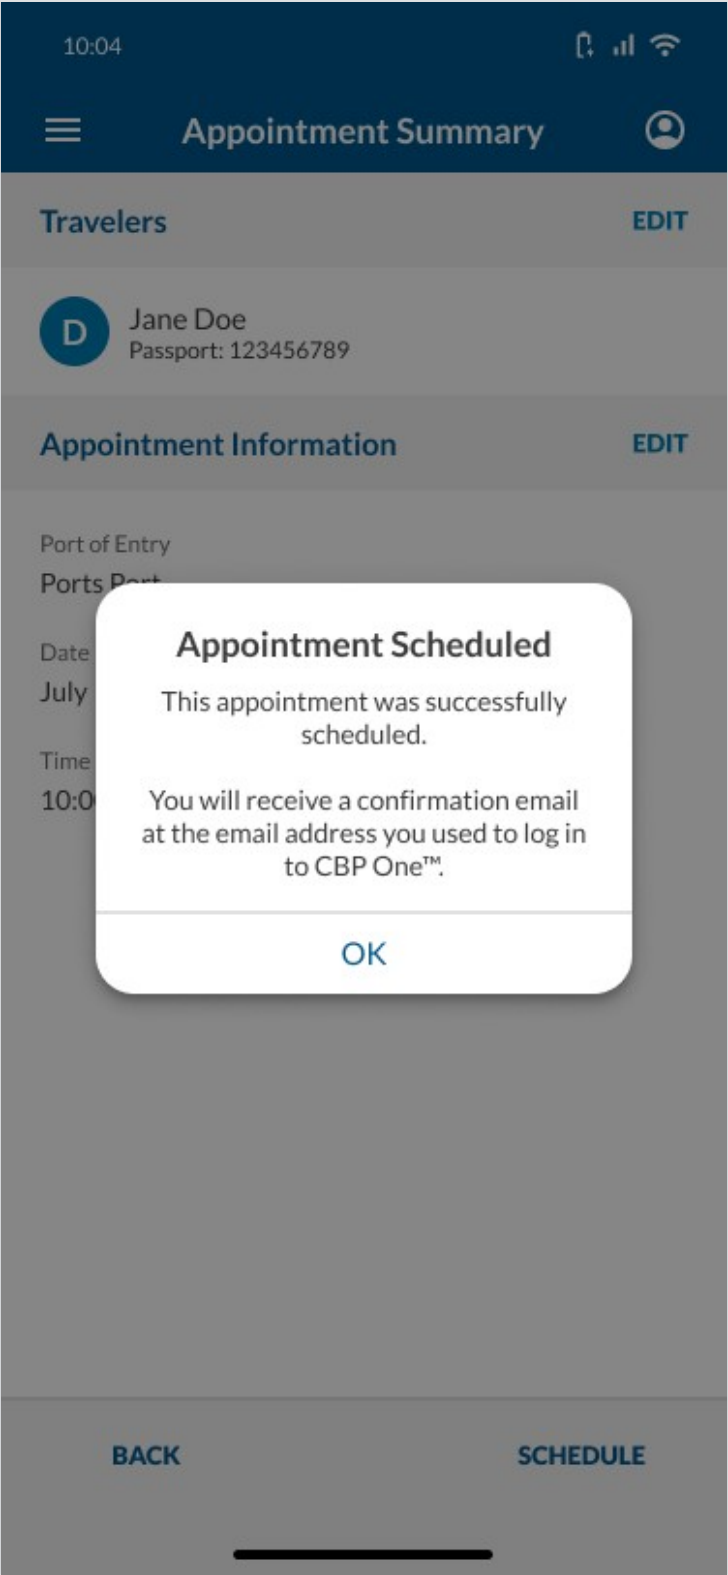 10:04
Appointment Summary
Travelers EDIT
D
Jane Doe
Passport: 123456789
Appointment Information EDIT
Port of Entry
Ports Port
Date
July
Time
Appointment Scheduled
This appointment was successfully
scheduled.
You will receive a confirmation email
at the email address you used to log in
to CBP One™.
OK
BACK SCHEDULE